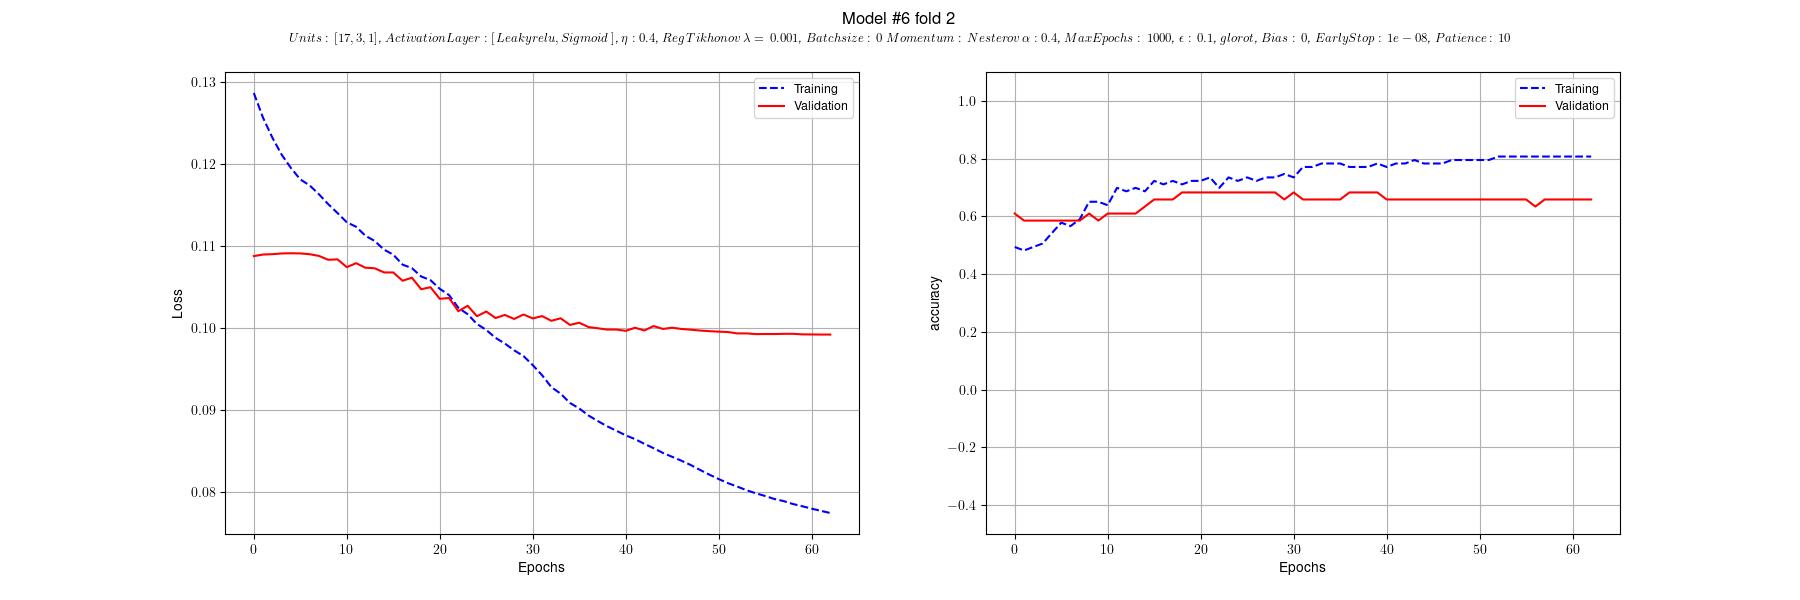 Model #6 fold 2
Units : [17, 3, 1], ActivationLayer : [Leakyrelu, Sigmoid ], η : 0.4, RegTikhonov λ = 0.001, Batchsize : 0 Momentum : Nesterov α : 0.4, MaxEpochs : 1000, ϵ : 0.1, glorot, Bias : 0, EarlyStop : 1e − 08, Patience : 10
0.13
0.12
0.11
0.10
0.09
0.08
Loss
0 10 20 30 40 50 60
Epochs
Training
Validation
1.0
0.8
0.6
0.4
0.2
0.0
−0.2
−0.4
accuracy
0 10 20 30 40 50 60
Epochs
Training
Validation